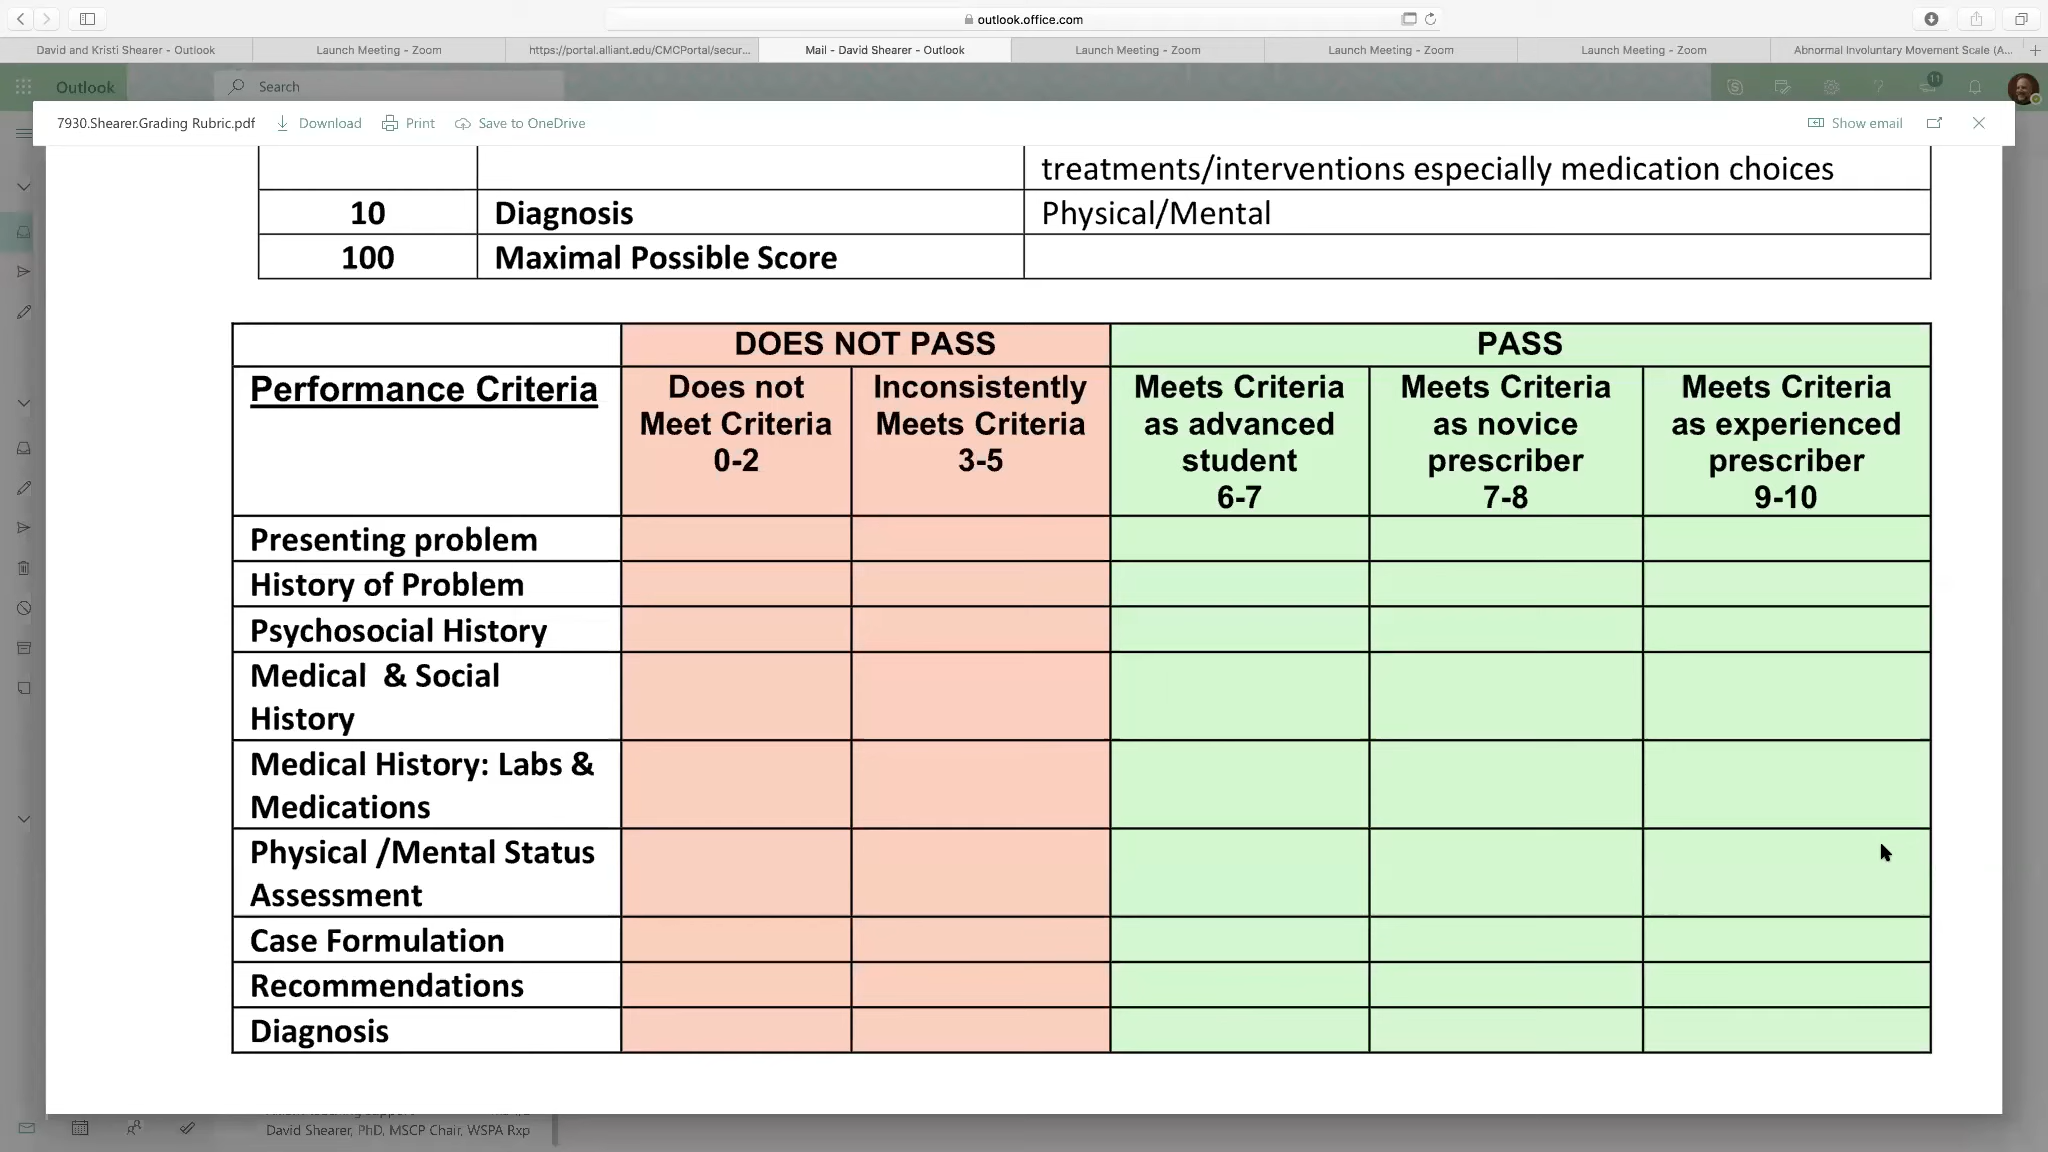 outlook.office.com
David and Kristi Shearer - Outlook
Launch Meeting - Zoom
https://portal.alliant.edu/CMCPortal/secur...
Mail - David Shearer - Outlook
Launch Meeting - Zoom
Launch Meeting - Zoom
Launch Meeting - Zoom
Abnormal Involuntary Movement Scale (A...
Outlook
Search
11
7930.Shearer.Grading Rubric.pdf
Download
Print
Save to OneDrive
Show email
treatments/interventions especially medication choices
10 Diagnosis Physical/Mental
100 Maximal Possible Score
DOES NOT PASS PASS
Performance Criteria
Does not
Meet Criteria
0-2
Inconsistently
Meets Criteria
3-5
Meets Criteria
as advanced
student
6-7
Meets Criteria
as novice
prescriber
7-8
Meets Criteria
as experienced
prescriber
9-10
Presenting problem
History of Problem
Psychosocial History
Medical & Social
History
Medical History: Labs &
Medications
Physical /Mental Status
Assessment
Case Formulation
Recommendations
Diagnosis
David Shearer, PhD, MSCP Chair, WSPA Rxp